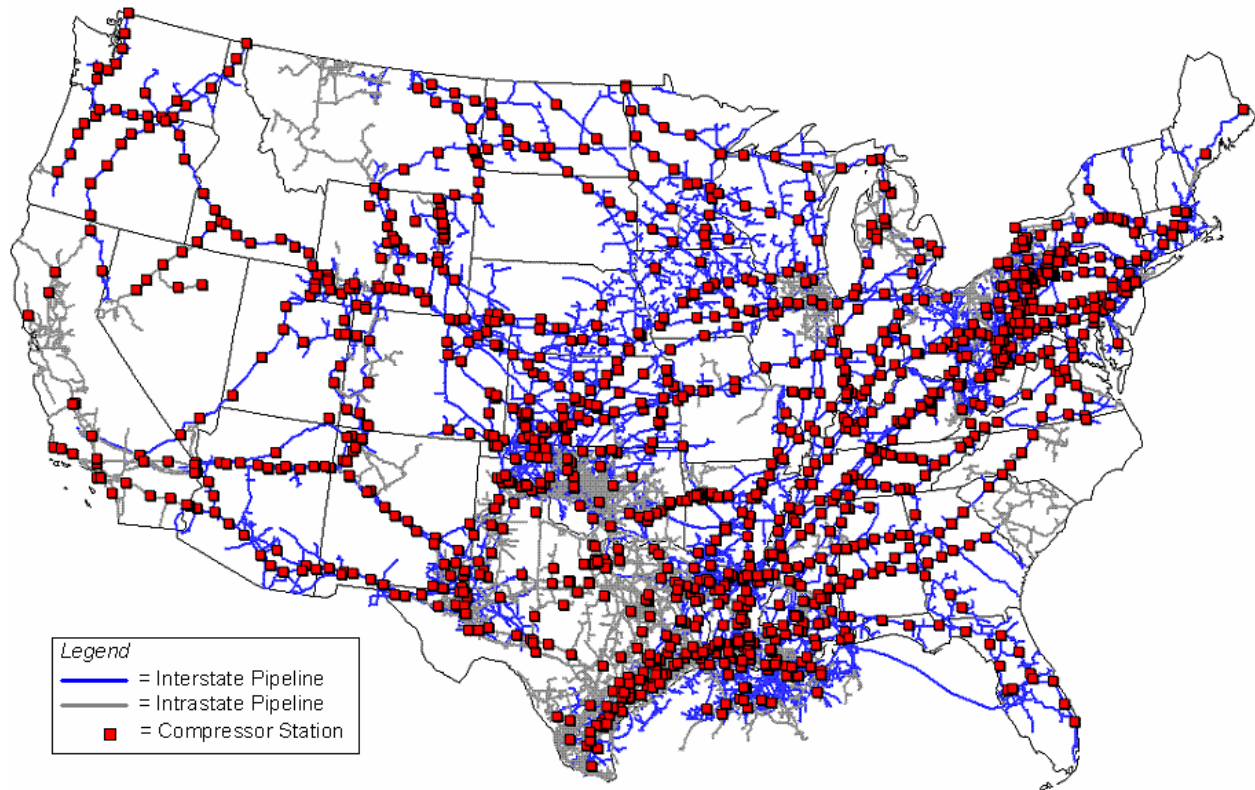 Legend
= Interstate Pipeline
= Intrastate Pipeline
= Compressor Station